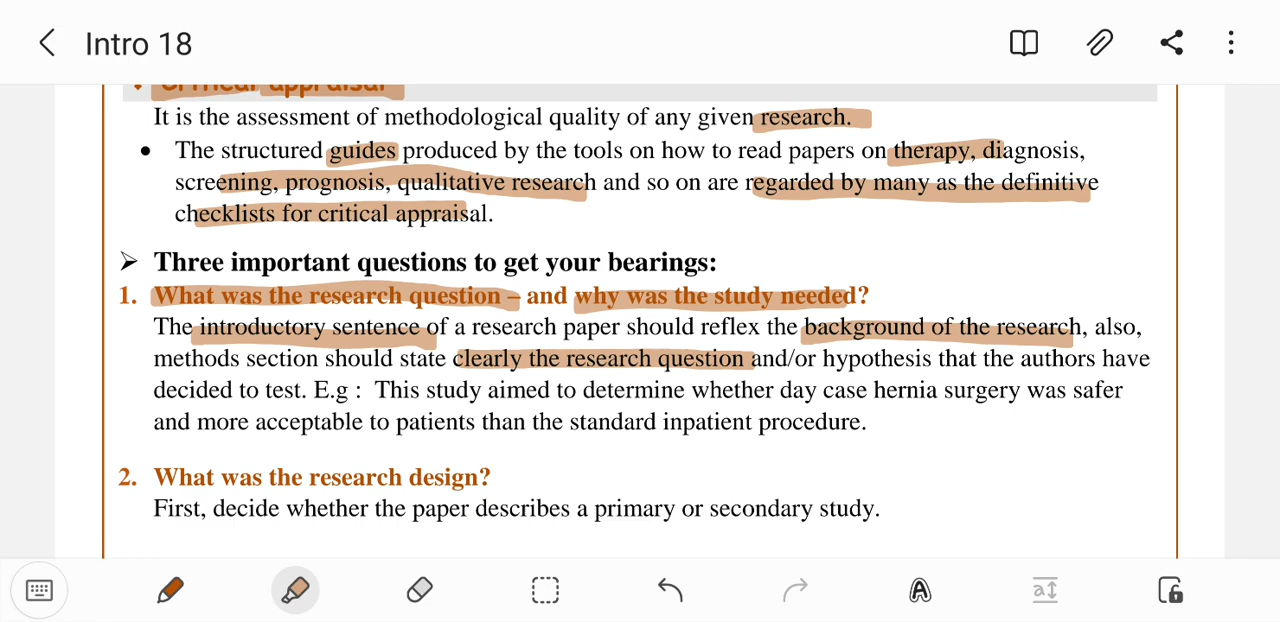 Intro 18
Critical appraisal
It is the assessment of methodological quality of any given research.
• The structured guides produced by the tools on how to read papers on therapy, diagnosis,
screening, prognosis, qualitative research and so on are regarded by many as the definitive
checklists for critical appraisal.
➢ Three important questions to get your bearings:
1. What was the research question – and why was the study needed?
The introductory sentence of a research paper should reflex the background of the research, also,
methods section should state clearly the research question and/or hypothesis that the authors have
decided to test. E.g : This study aimed to determine whether day case hernia surgery was safer
and more acceptable to patients than the standard inpatient procedure.
2. What was the research design?
First, decide whether the paper describes a primary or secondary study.